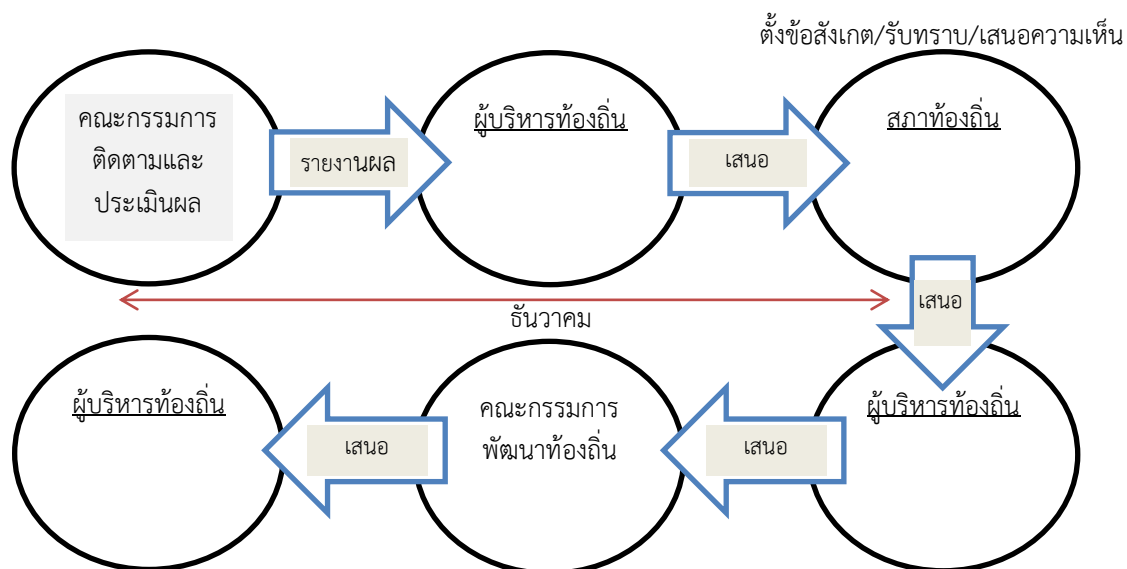 ตั้งข้อสังเกต/รับทราบ/เสนอความเห็น
คณะกรรมการ
ติดตามและ
ประเมินผล
รายงานผล
ผู้บริหารท้องถิ่น
เสนอ
สภาท้องถิ่น
เสนอ
ธันวาคม
ผู้บริหารท้องถิ่น
เสนอ
คณะกรรมการ
พัฒนาท้องถิ่น
เสนอ
ผู้บริหารท้องถิ่น